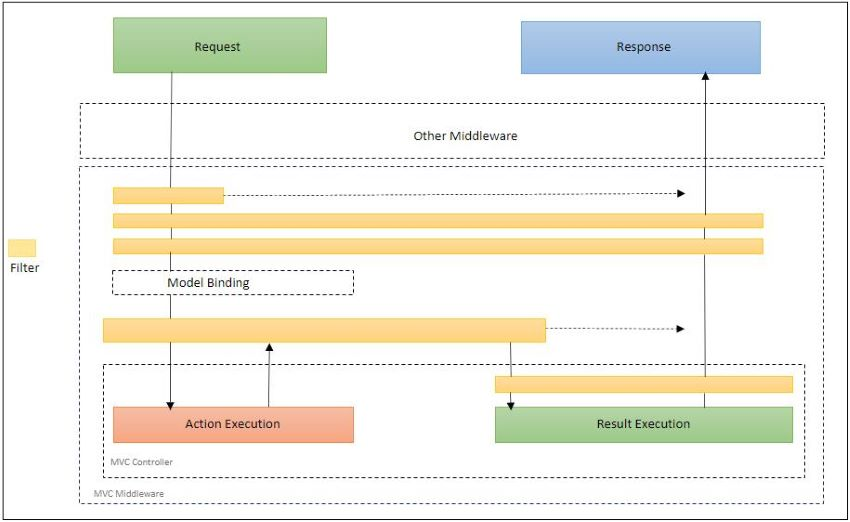 Request
Response
Other Middleware
Filter
Model Binding
Action Execution
Result Execution
MVC Controller
MVC Middleware